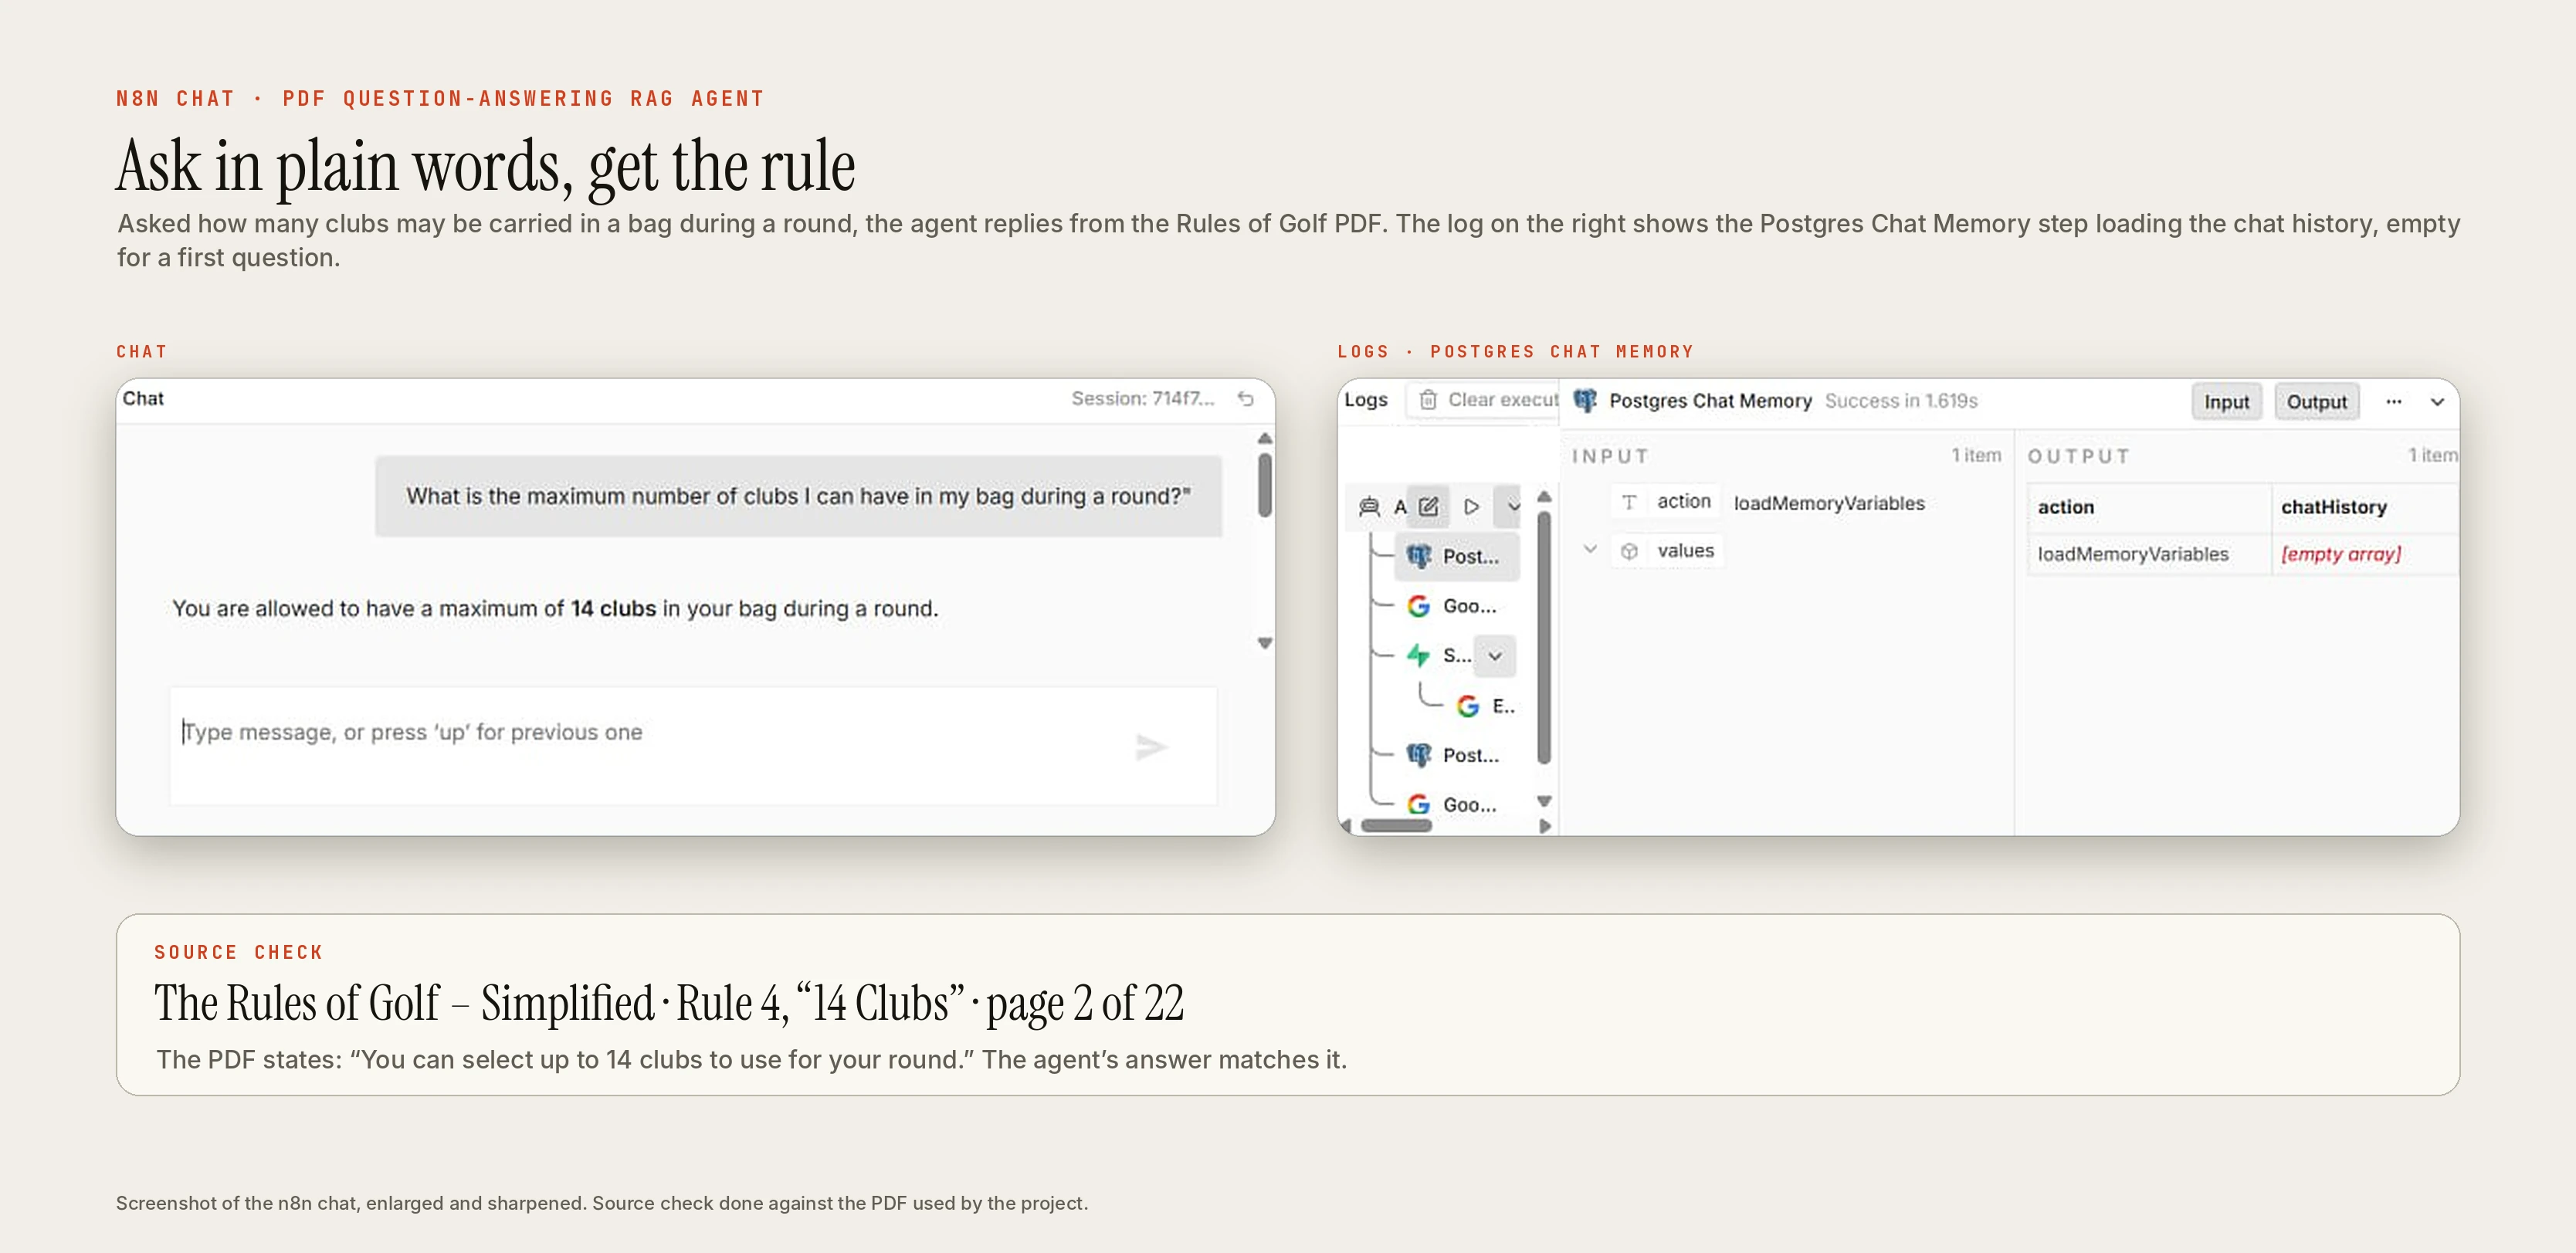 N8N CHAT · PDF QUESTION-ANSWERING RAG AGENT
Ask in plain words, get the rule
Asked how many clubs may be carried in a bag during a round, the agent replies from the Rules of Golf PDF. The log on the right shows the Postgres Chat Memory step loading the chat history, empty
for a first question.
CHAT
Chat
Session: 714f7...
What is the maximum number of clubs I can have in my bag during a round?"
You are allowed to have a maximum of 14 clubs in your bag during a round.
Type message, or press ‘up’ for previous one
LOGS · POSTGRES CHAT MEMORY
Logs
Clear execut
Postgres Chat Memory Success in 1.619s
Input
Output
...
A
Post...
Goo...
S...
E..
Post...
Goo...
INPUT
1 item
action loadMemoryVariables
values
OUTPUT
1 item
action chatHistory
loadMemoryVariables [empty array]
SOURCE CHECK
The Rules of Golf – Simplified · Rule 4, “14 Clubs” · page 2 of 22
The PDF states: “You can select up to 14 clubs to use for your round.” The agent’s answer matches it.
Screenshot of the n8n chat, enlarged and sharpened. Source check done against the PDF used by the project.